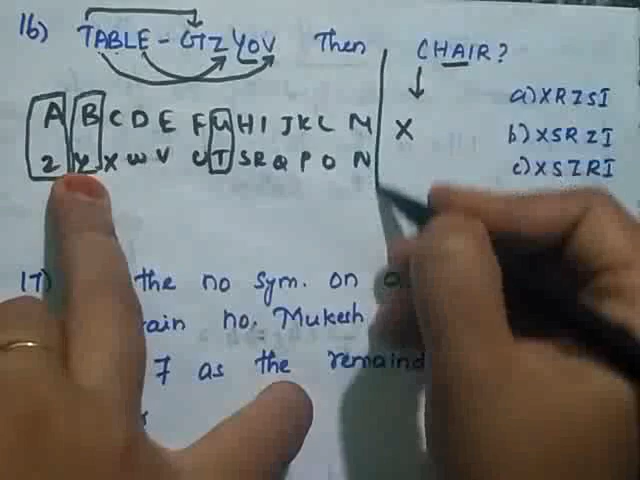 16) TABLE - GTZYOV Then CHAIR?
A B C D E F G H I J K L M X
Z Y X W V U T S R Q P O N
a) XRZSI
b) XSRZI
c) XSZRI
17) the no sym. on
no. Mukesh
7 as the remaind